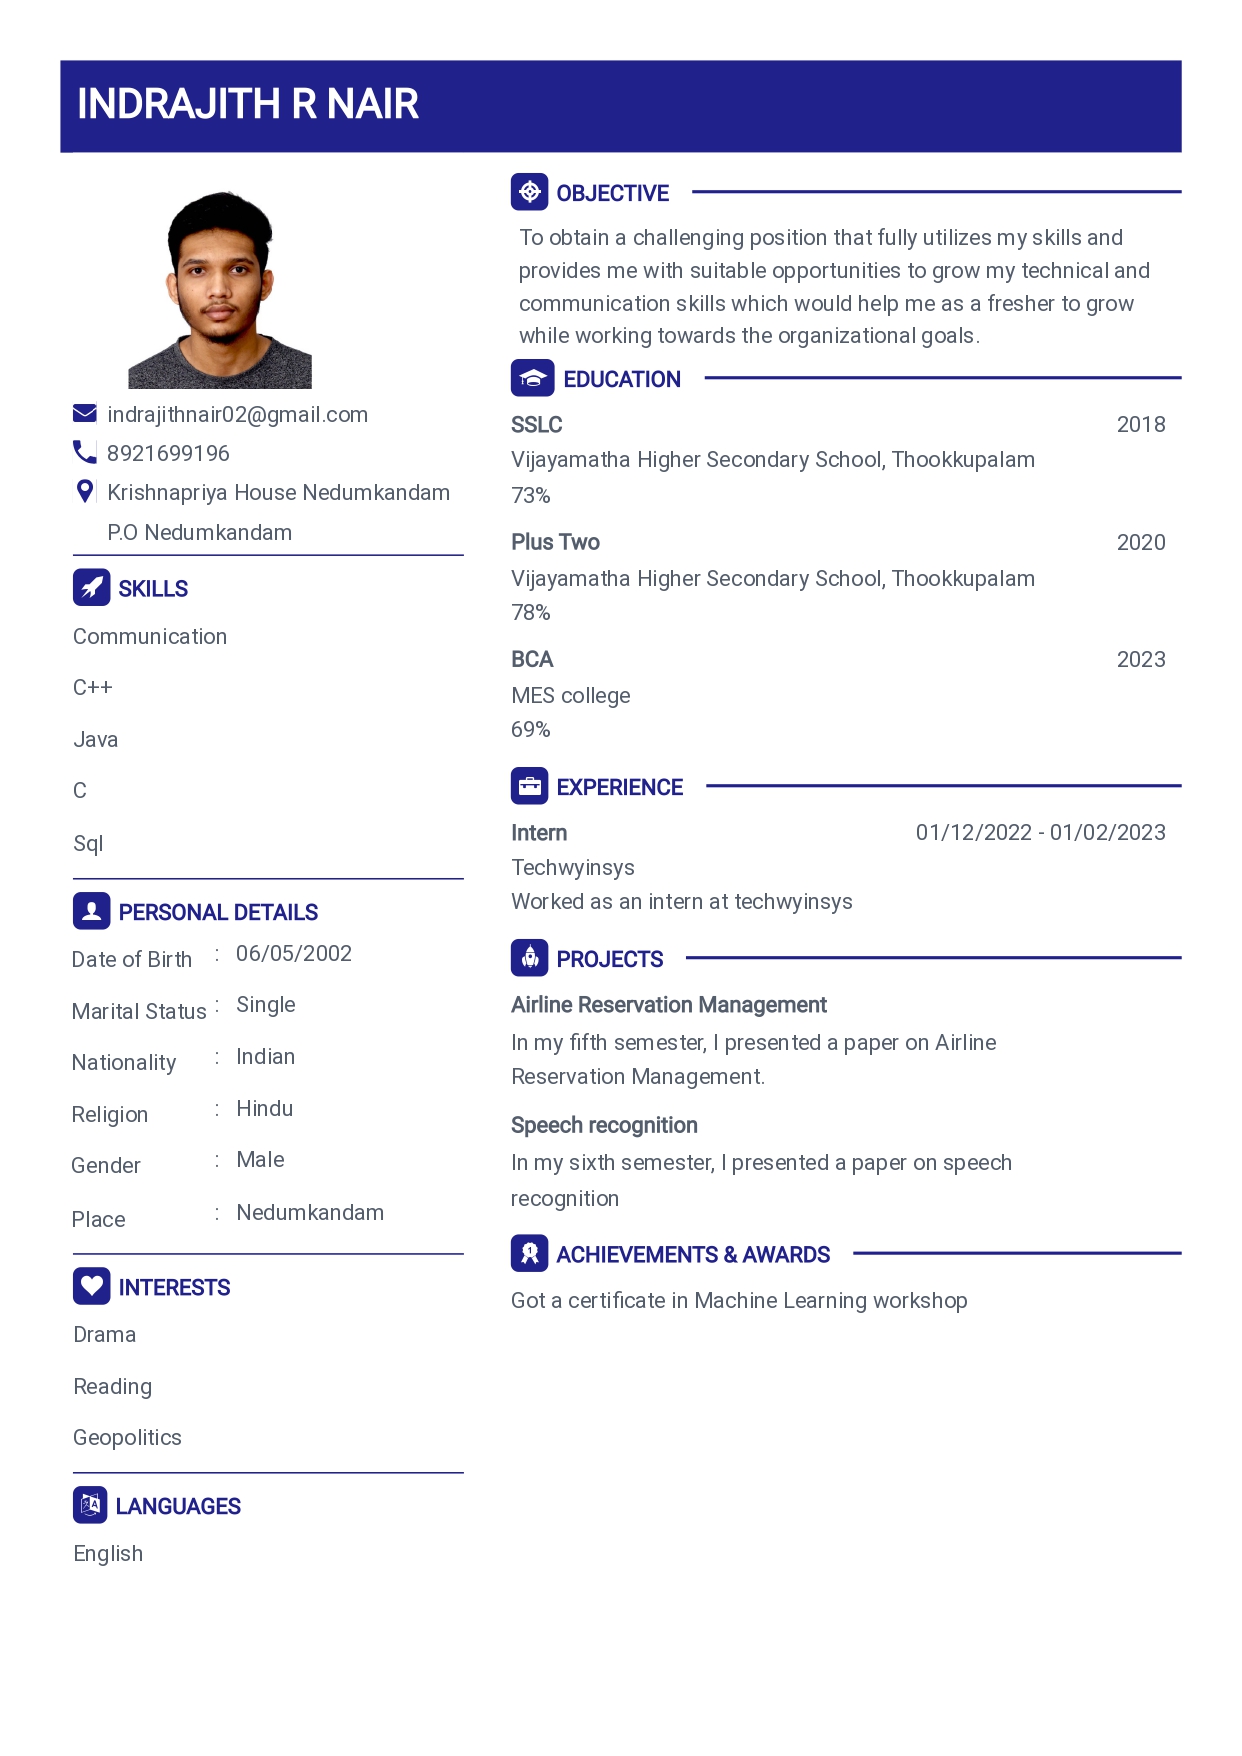 INDRAJITH R NAIR
indrajithnair02@gmail.com
8921699196
Krishnapriya House Nedumkandam
P.O Nedumkandam
SKILLS
Communication
C++
Java
C
Sql
PERSONAL DETAILS
Date of Birth : 06/05/2002
Marital Status : Single
Nationality : Indian
Religion : Hindu
Gender : Male
Place : Nedumkandam
INTERESTS
Drama
Reading
Geopolitics
LANGUAGES
English
OBJECTIVE
To obtain a challenging position that fully utilizes my skills and
provides me with suitable opportunities to grow my technical and
communication skills which would help me as a fresher to grow
while working towards the organizational goals.
EDUCATION
SSLC 2018
Vijayamatha Higher Secondary School, Thookkupalam
73%
Plus Two 2020
Vijayamatha Higher Secondary School, Thookkupalam
78%
BCA 2023
MES college
69%
EXPERIENCE
Intern 01/12/2022 - 01/02/2023
Techwyinsys
Worked as an intern at techwyinsys
PROJECTS
Airline Reservation Management
In my fifth semester, I presented a paper on Airline
Reservation Management.
Speech recognition
In my sixth semester, I presented a paper on speech
recognition
ACHIEVEMENTS & AWARDS
Got a certificate in Machine Learning workshop